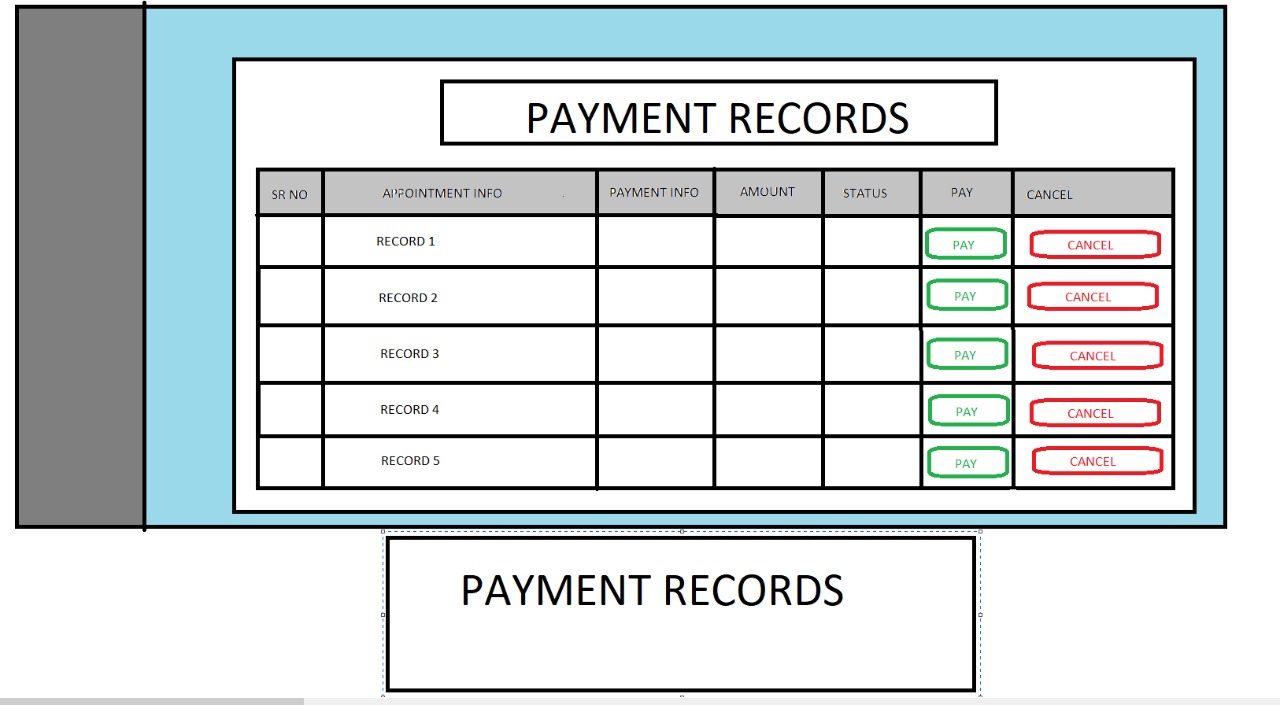 PAYMENT RECORDS
SR NO APPOINTMENT INFO PAYMENT INFO AMOUNT STATUS PAY CANCEL
RECORD 1 PAY CANCEL
RECORD 2 PAY CANCEL
RECORD 3 PAY CANCEL
RECORD 4 PAY CANCEL
RECORD 5 PAY CANCEL
PAYMENT RECORDS